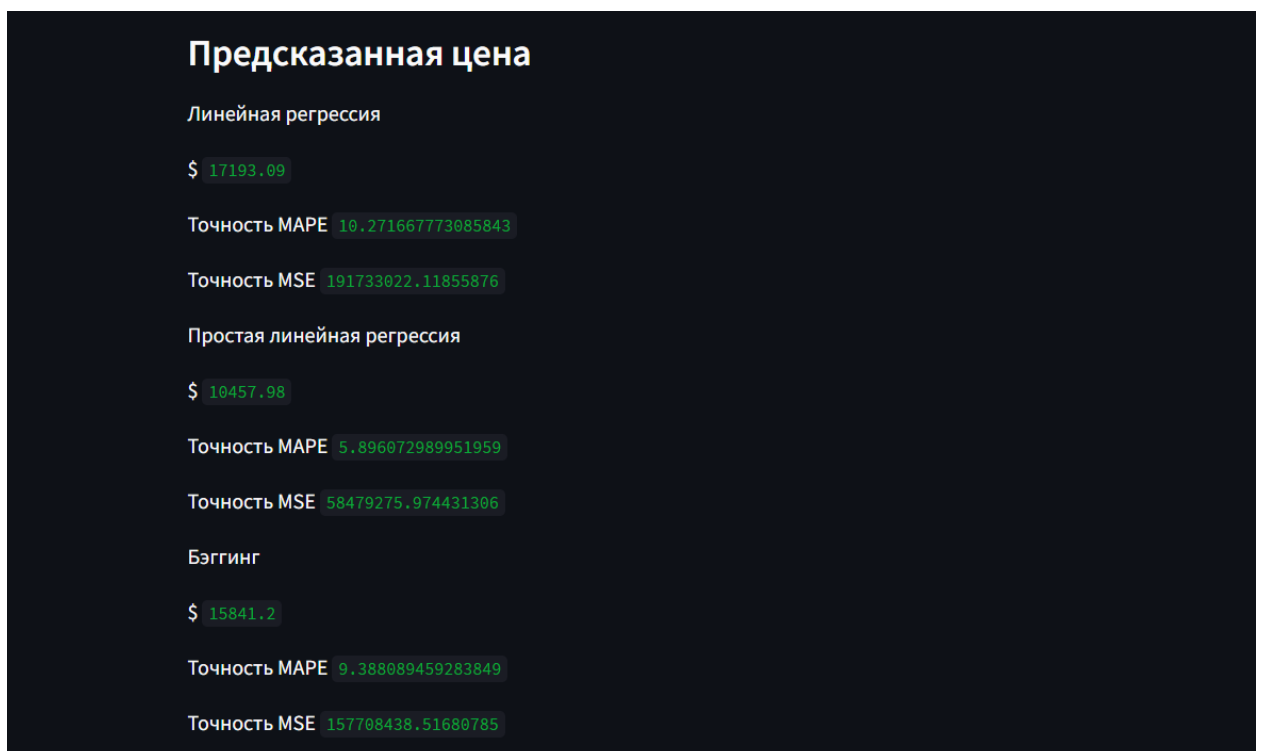 Предсказанная цена
Линейная регрессия
$ 17193.09
Точность MAPE 10.271667773085843
Точность MSE 191733022.11855876
Простая линейная регрессия
$ 10457.98
Точность MAPE 5.896072989951959
Точность MSE 58479275.974431306
Бэггинг
$ 15841.2
Точность MAPE 9.388089459283849
Точность MSE 157708438.51680785